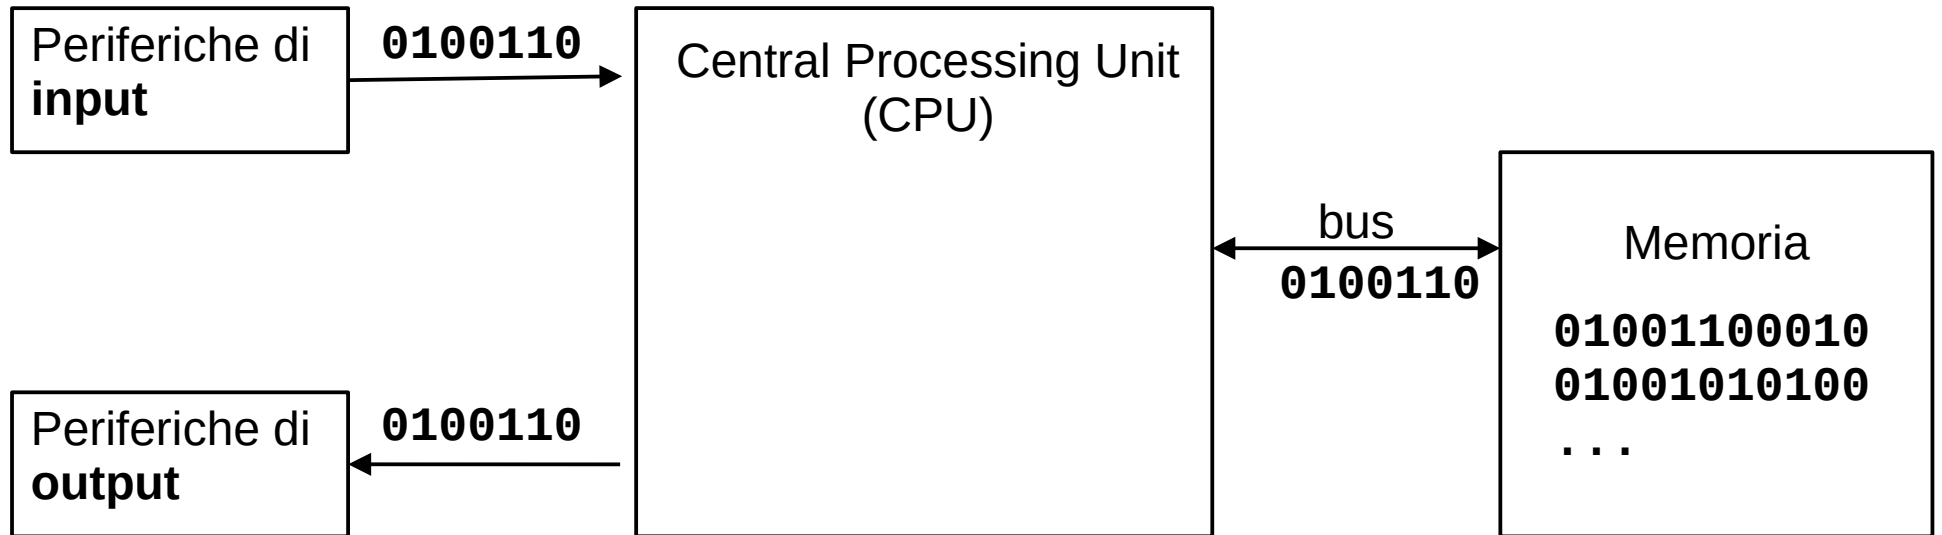 Periferiche di
input
0100110
Central Processing Unit
(CPU)
bus
0100110
Memoria
01001100010
01001010100
...
Periferiche di
output
0100110